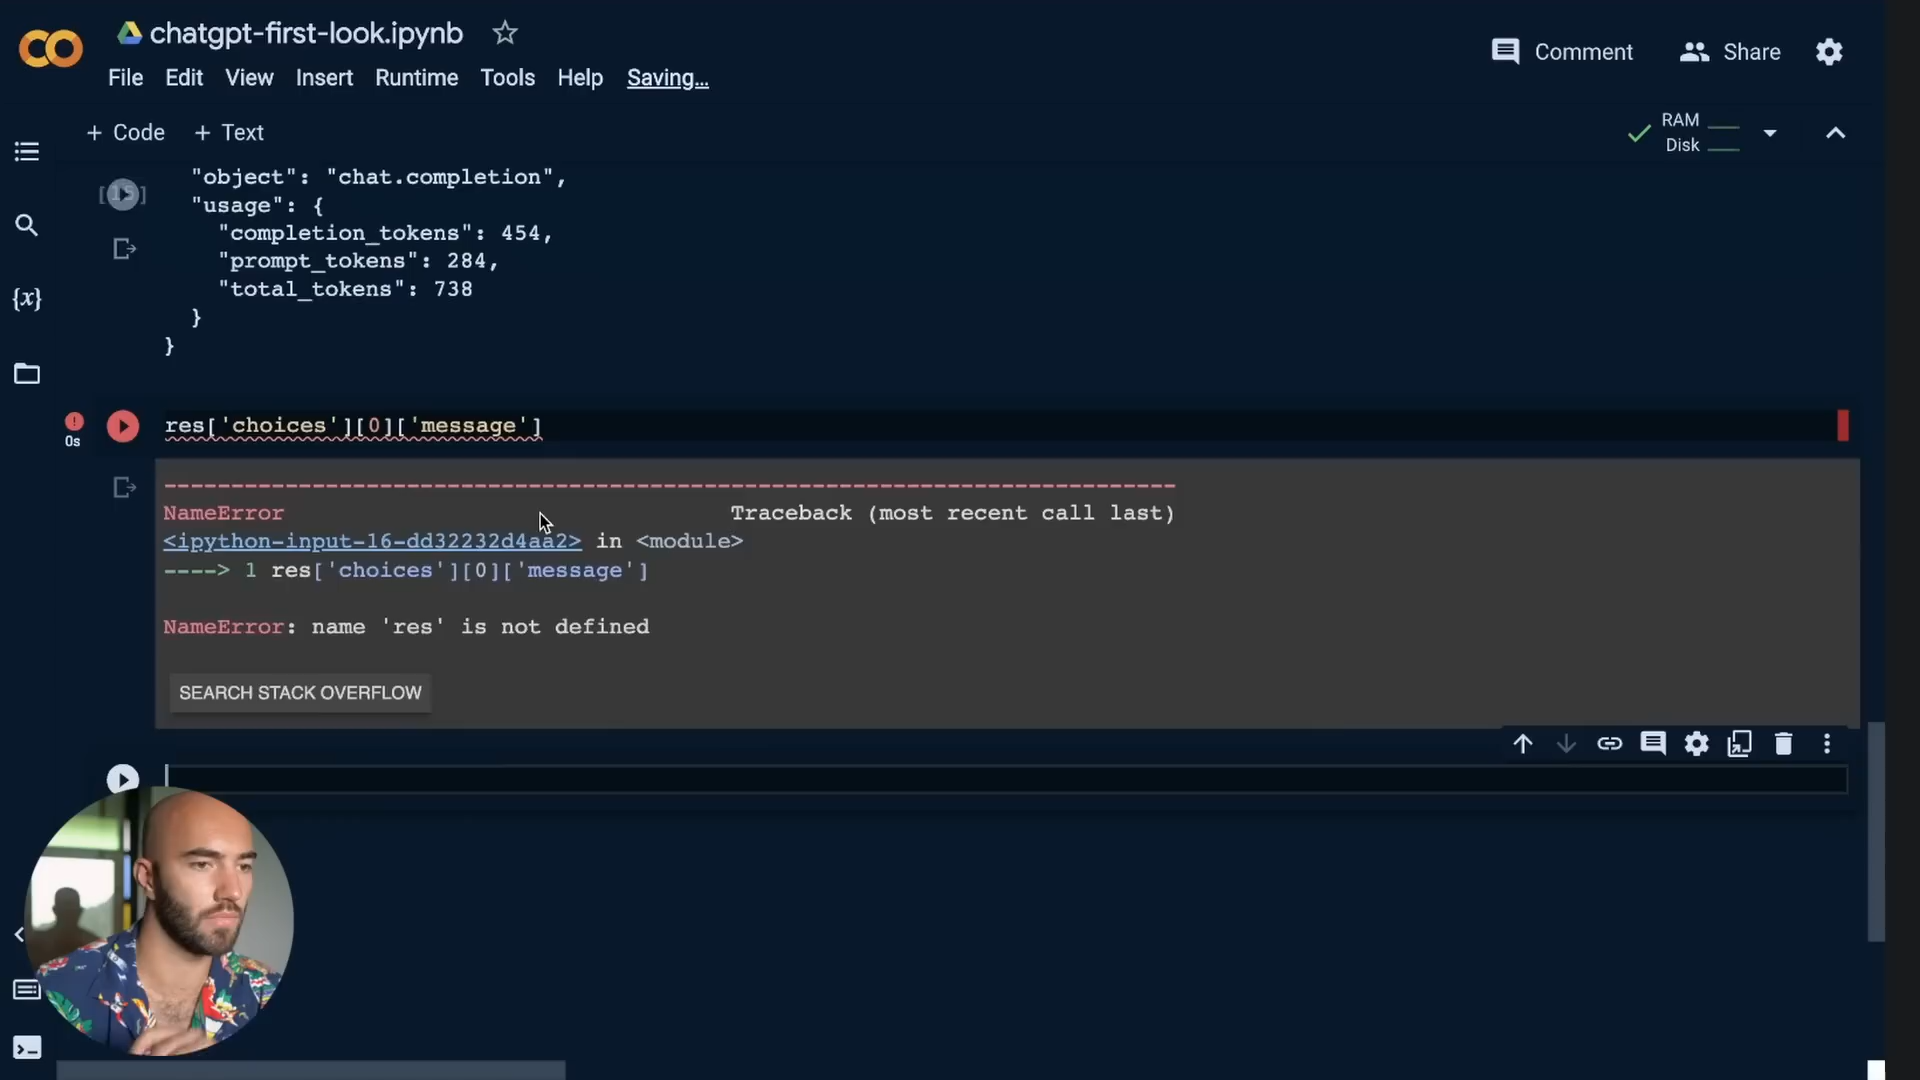 chatgpt-first-look.ipynb
Comment
Share
File Edit View Insert Runtime Tools Help Saving...
+ Code + Text
RAM
Disk
[15]
"object": "chat.completion",
"usage": {
"completion_tokens": 454,
"prompt_tokens": 284,
"total_tokens": 738
}
}
{x}
0s
res['choices'][0]['message']
---------------------------------------------------------------------------
NameError Traceback (most recent call last)
<ipython-input-16-dd32232d4aa2> in <module>
----> 1 res['choices'][0]['message']
NameError: name 'res' is not defined
SEARCH STACK OVERFLOW